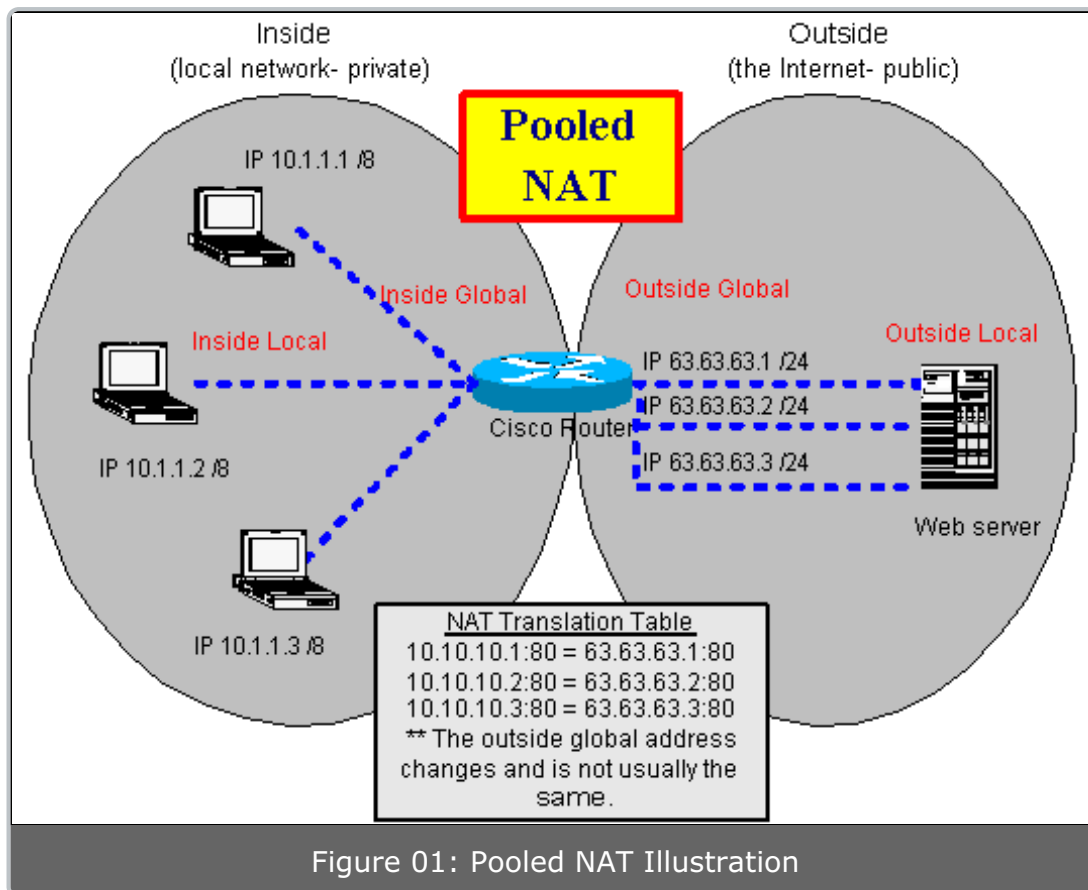 Inside
(local network- private)
Outside
(the Internet- public)
Pooled
NAT
IP 10.1.1.1 /8
Inside Global
Outside Global
Inside Local
Outside Local
IP 63.63.63.1 /24
IP 63.63.63.2 /24
Cisco Router
IP 63.63.63.3 /24
IP 10.1.1.2 /8
Web server
IP 10.1.1.3 /8
NAT Translation Table
10.10.10.1:80 = 63.63.63.1:80
10.10.10.2:80 = 63.63.63.2:80
10.10.10.3:80 = 63.63.63.3:80
** The outside global address
changes and is not usually the
same.
Figure 01: Pooled NAT Illustration